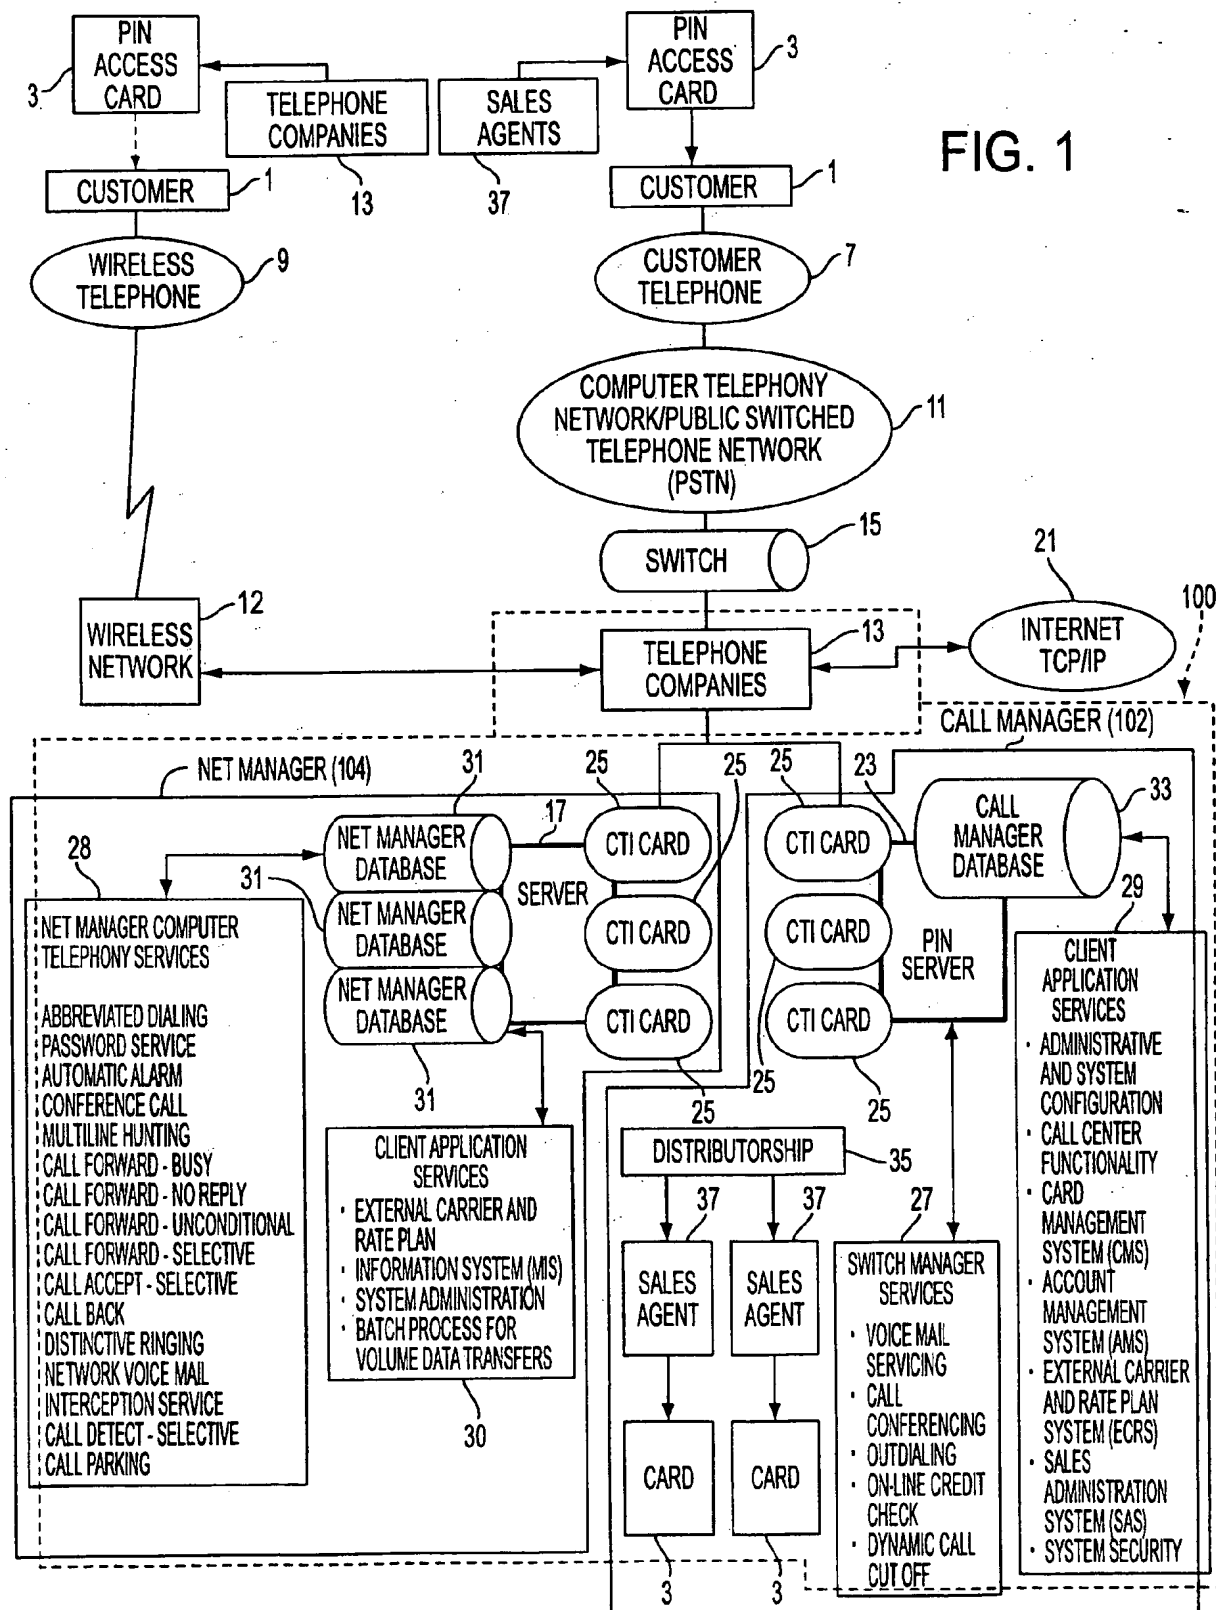 PIN
ACCESS
CARD
3
TELEPHONE
COMPANIES
13
SALES
AGENTS
37
PIN
ACCESS
CARD
3
FIG. 1
CUSTOMER
1
CUSTOMER
1
WIRELESS
TELEPHONE
9
CUSTOMER
TELEPHONE
7
COMPUTER TELEPHONY
NETWORK/PUBLIC SWITCHED
TELEPHONE NETWORK
(PSTN)
11
SWITCH
15
WIRELESS
NETWORK
12
TELEPHONE
COMPANIES
13
INTERNET
TCP/IP
21
100
NET MANAGER (104)
CALL MANAGER (102)
31
25
25
25
23
33
NET MANAGER
DATABASE
17
CTI CARD
CTI CARD
CALL
MANAGER
DATABASE
28
31
NET MANAGER
DATABASE
SERVER
CTI CARD
CTI CARD
PIN
SERVER
29
NET MANAGER
DATABASE
CTI CARD
CTI CARD
31
25
25
25
NET MANAGER COMPUTER
TELEPHONY SERVICES
ABBREVIATED DIALING
PASSWORD SERVICE
AUTOMATIC ALARM
CONFERENCE CALL
MULTILINE HUNTING
CALL FORWARD - BUSY
CALL FORWARD - NO REPLY
CALL FORWARD - UNCONDITIONAL
CALL FORWARD - SELECTIVE
CALL ACCEPT - SELECTIVE
CALL BACK
DISTINCTIVE RINGING
NETWORK VOICE MAIL
INTERCEPTION SERVICE
CALL DETECT - SELECTIVE
CALL PARKING
CLIENT APPLICATION
SERVICES
· EXTERNAL CARRIER AND
RATE PLAN
· INFORMATION SYSTEM (MIS)
· SYSTEM ADMINISTRATION
· BATCH PROCESS FOR
VOLUME DATA TRANSFERS
30
DISTRIBUTORSHIP
35
37
37
27
SALES
AGENT
SALES
AGENT
CARD
CARD
3
3
SWITCH MANAGER
SERVICES
· VOICE MAIL
SERVICING
· CALL
CONFERENCING
· OUTDIALING
· ON-LINE CREDIT
CHECK
· DYNAMIC CALL
CUT OFF
CLIENT
APPLICATION
SERVICES
· ADMINISTRATIVE
AND SYSTEM
CONFIGURATION
· CALL CENTER
FUNCTIONALITY
· CARD
MANAGEMENT
SYSTEM (CMS)
· ACCOUNT
MANAGEMENT
SYSTEM (AMS)
· EXTERNAL CARRIER
AND RATE PLAN
SYSTEM (ECRS)
· SALES
ADMINISTRATION
SYSTEM (SAS)
· SYSTEM SECURITY